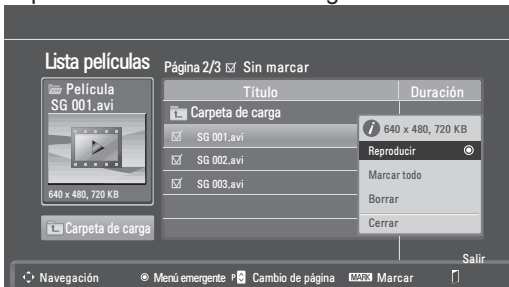 Lista películas
Página 2/3 Sin marcar
Película
SG 001.avi
640 x 480, 720 KB
Carpeta de carga
Título
Duración
Carpeta de carga
SG 001.avi
SG 002.avi
SG 003.avi
640 x 480, 720 KB
Reproducir
Marcar todo
Borrar
Cerrar
Salir
Navegación
Menú emergente
P Cambio de página
MARK Marcar